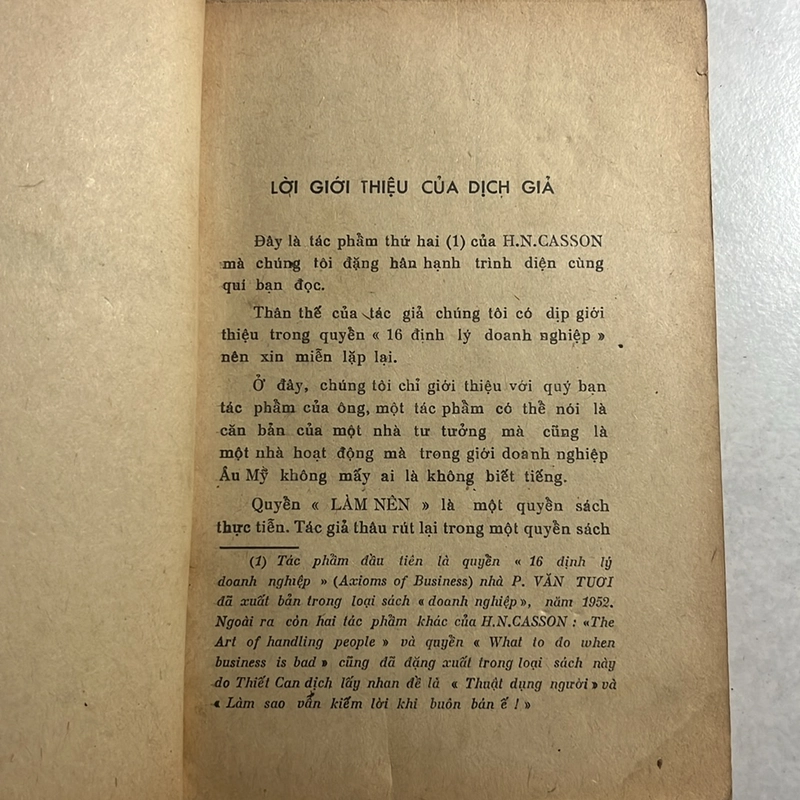 LỜI GIỚI THIỆU CỦA DỊCH GIẢ
Đây là tác phẩm thứ hai (1) của H.N.CASSON
mà chúng tôi đặng hân hạnh trình diện cùng
quí bạn đọc.
Thân thế của tác giả chúng tôi có dịp giới
thiệu trong quyển « 16 định lý doanh nghiệp »
nên xin miễn lặp lại.
Ở đây, chúng tôi chỉ giới thiệu với quý bạn
tác phẩm của ông, một tác phẩm có thể nói là
căn bản của một nhà tư tưởng mà cũng là
một nhà hoạt động mà trong giới doanh nghiệp
Âu Mỹ không mấy ai là không biết tiếng.
Quyển « LÀM NÊN » là một quyển sách
thực tiễn. Tác giả thâu rút lại trong một quyển sách
(1) Tác phẩm đầu tiên là quyển « 16 định lý
doanh nghiệp » (Axioms of Business) nhà P. VĂN TƯƠI
đã xuất bản trong loại sách « doanh nghiệp », năm 1952.
Ngoài ra còn hai tác phẩm khác của H.N.CASSON : «The
Art of handling people » và quyển « What to do when
business is bad » cũng đã đặng xuất trong loại sách này
do Thiết Can dịch lấy nhan đề là « Thuật dụng người » và
« Làm sao vẫn kiếm lời khi buôn bán ế ! »